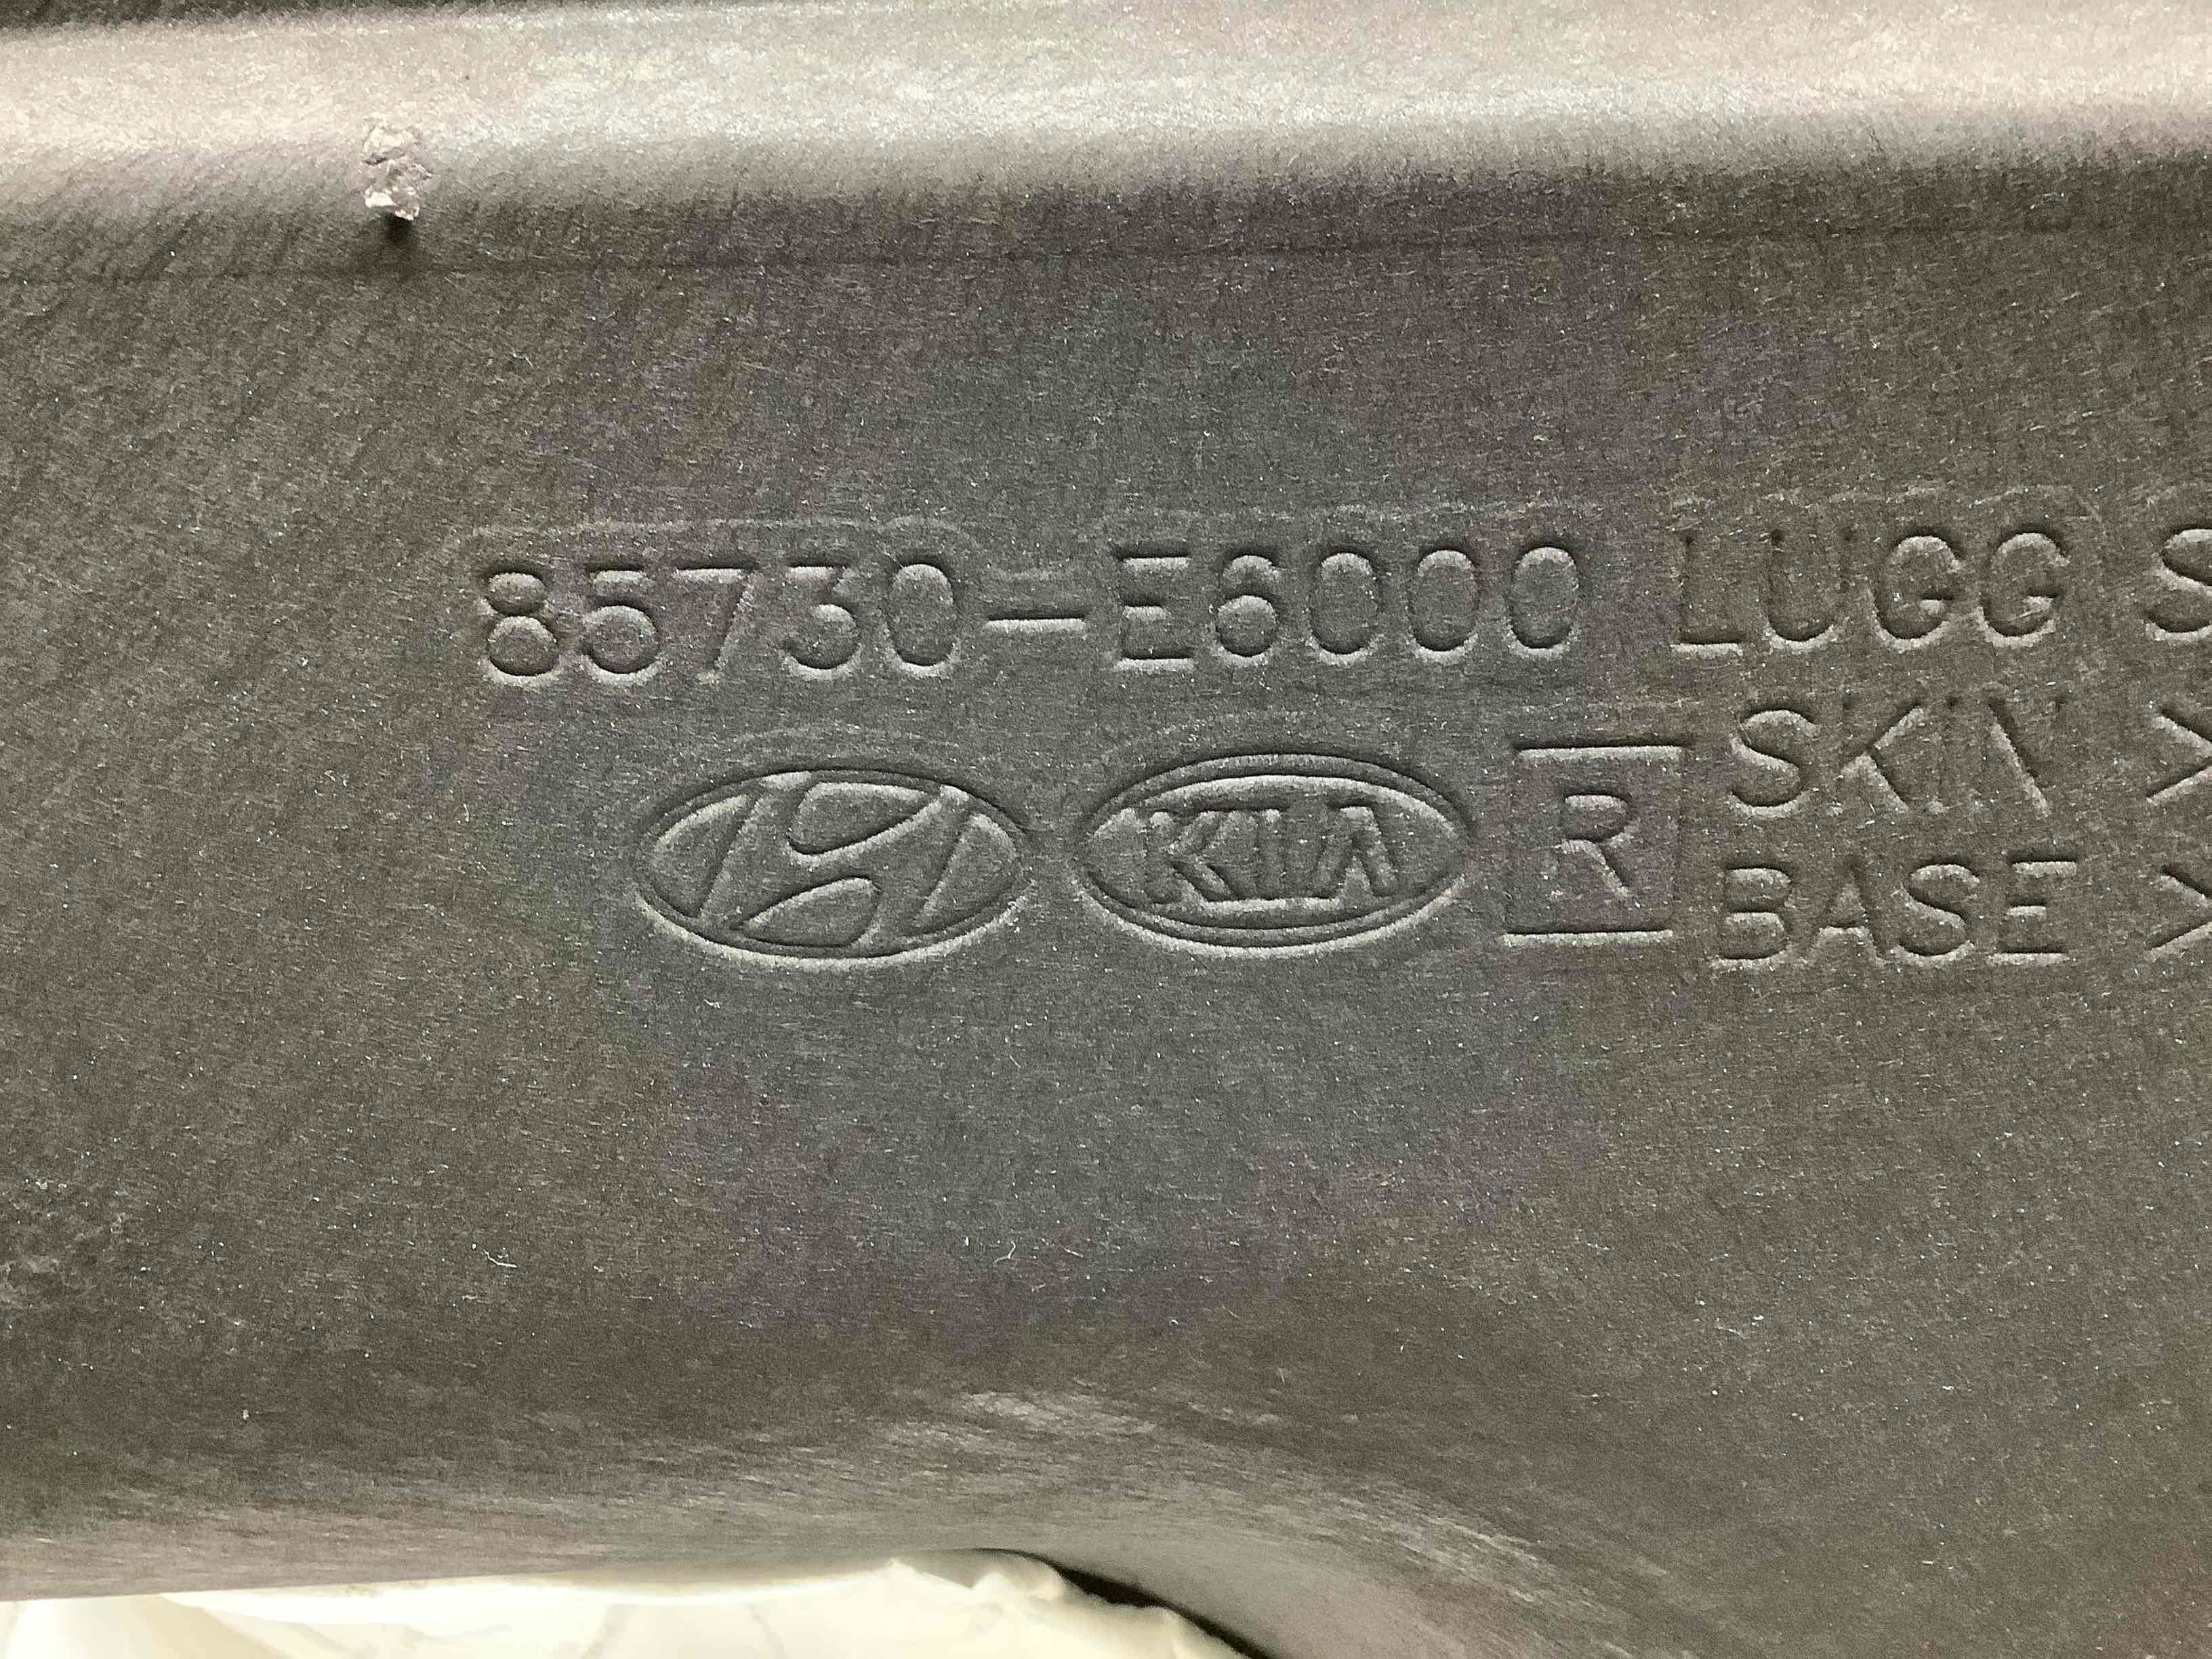 85730-E6000 LUGG S
KIA R SKIN >
BASE >